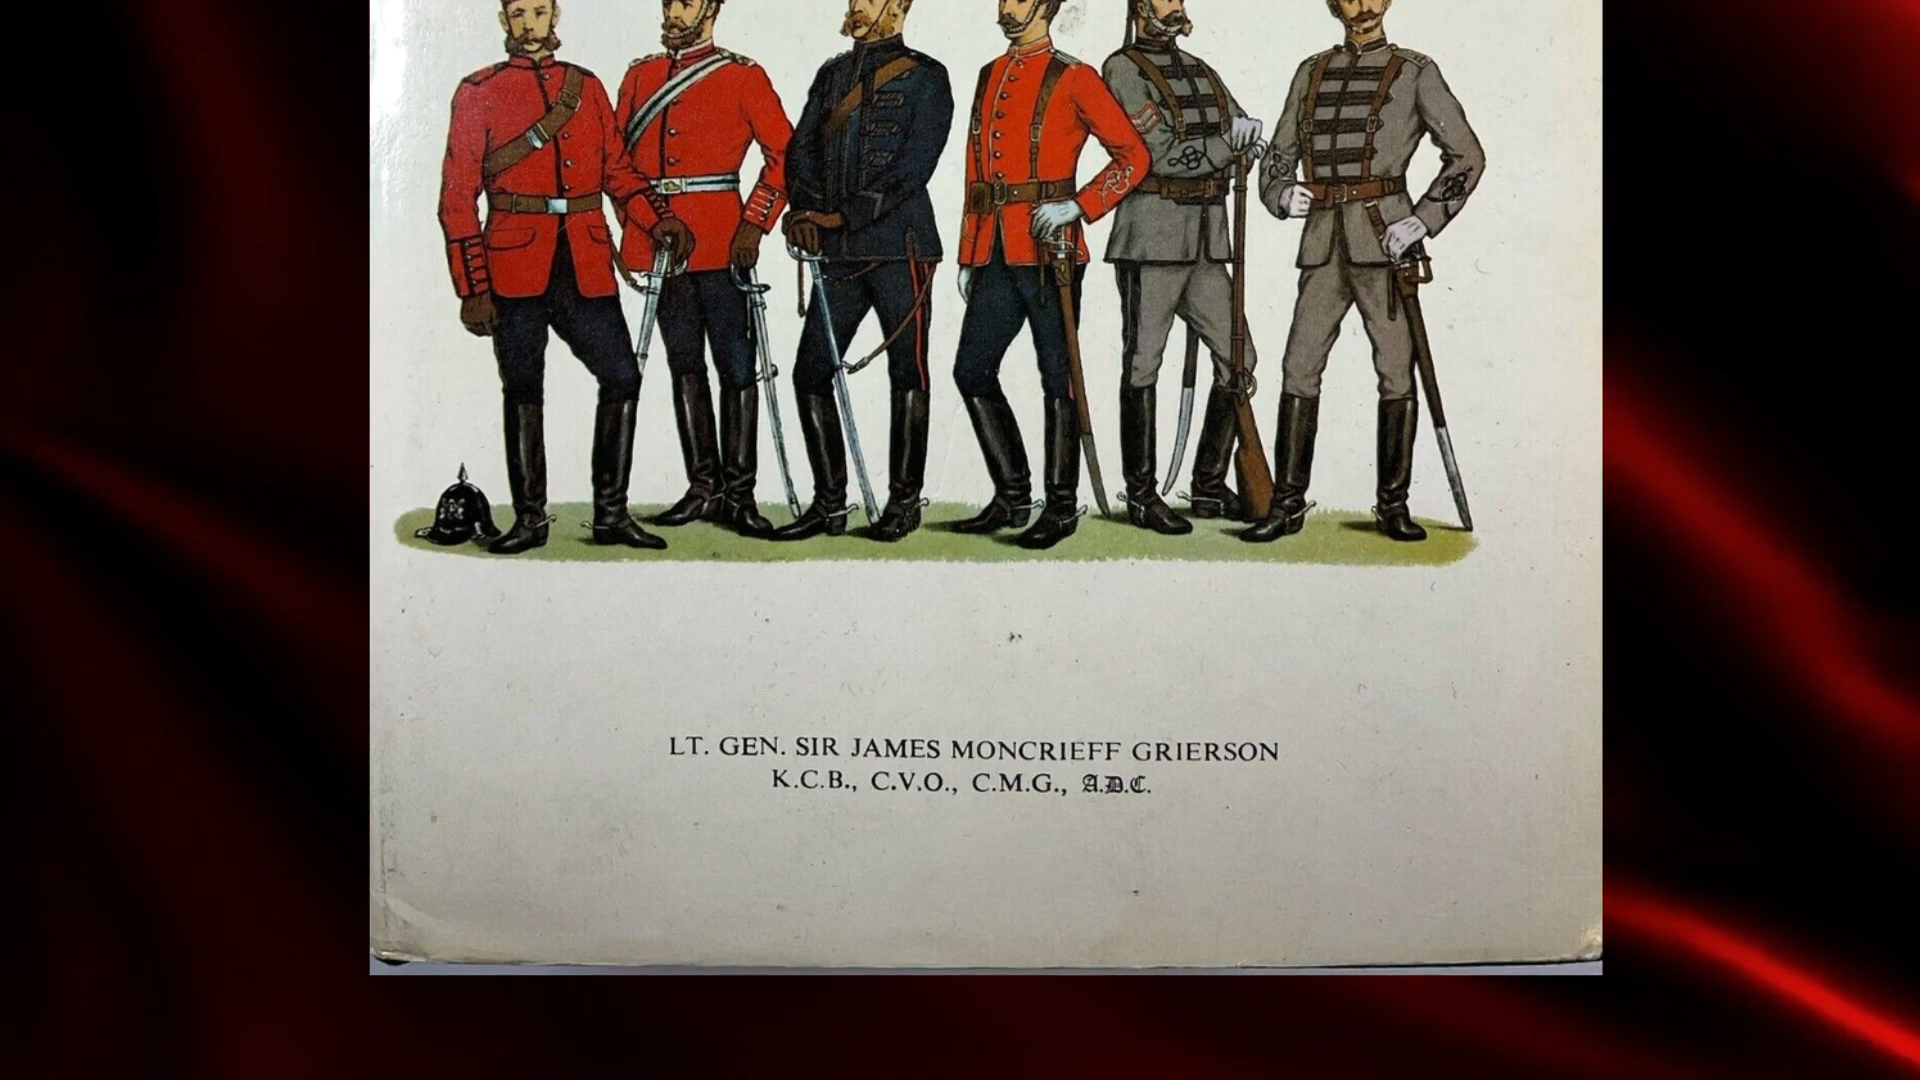 LT. GEN. SIR JAMES MONCRIEFF GRIERSON
K.C.B., C.V.O., C.M.G., A.D.C.